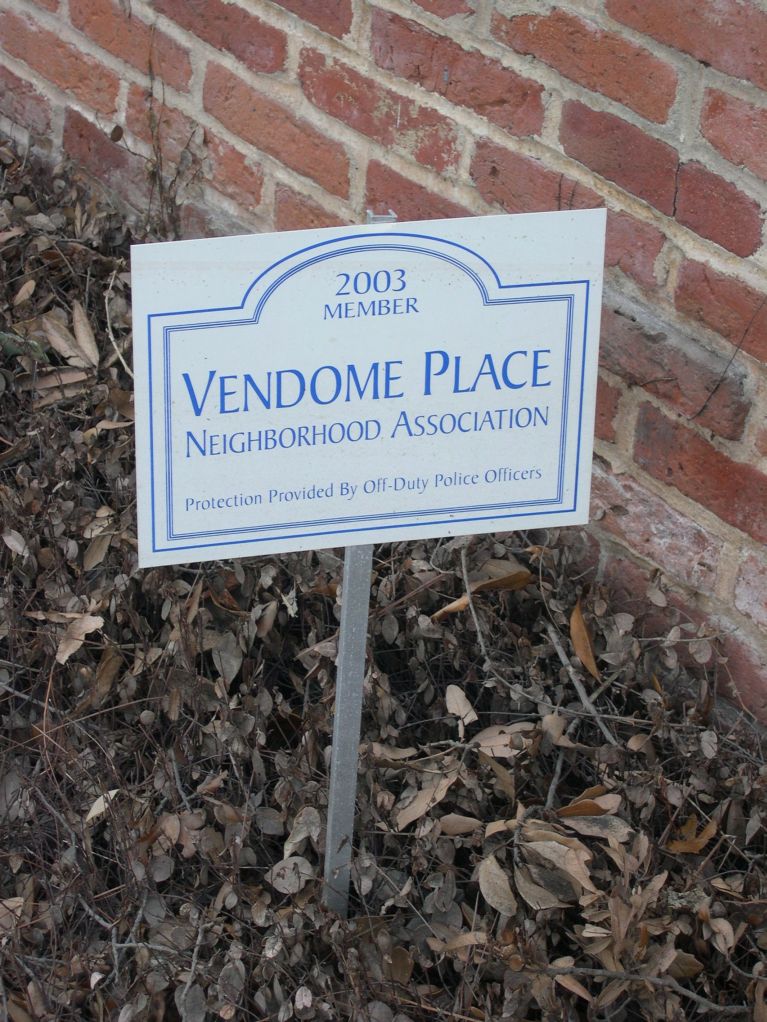 2003
MEMBER
VENDOME PLACE
NEIGHBORHOOD ASSOCIATION
Protection Provided By Off-Duty Police Officers